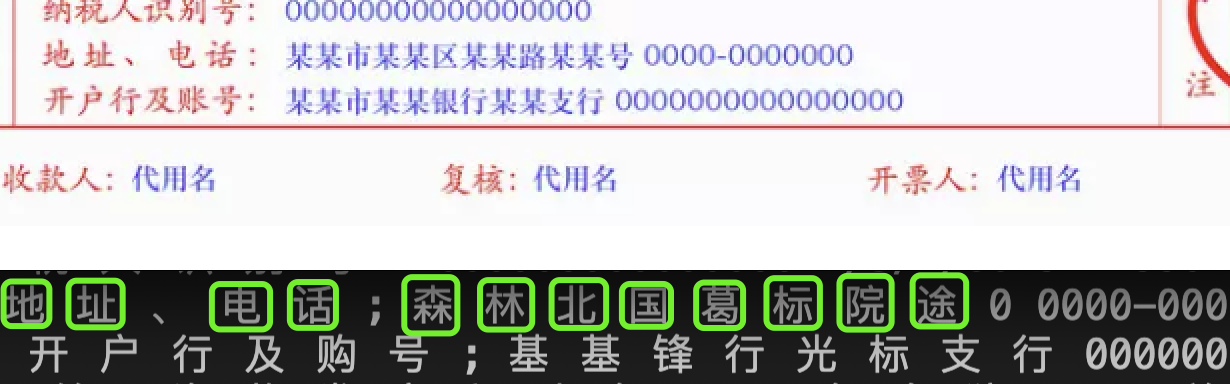 纳税人识别号: 00000000000000000000
地址、电话: 某某市某某区某某路某某号 0000-0000000
开户行及账号: 某某市某某银行某某支行 0000000000000000000
注
收款人: 代用名 复核: 代用名 开票人: 代用名
地址、电话;森林北国葛标院途0 0000-000
开户行及购号;基基锋行光标支行 000000